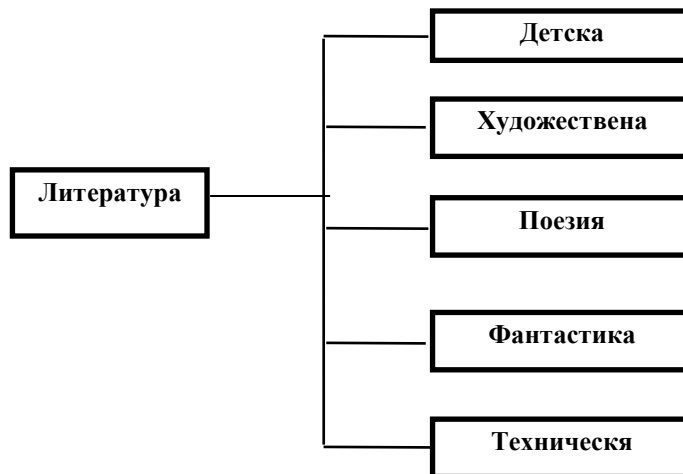 Детска
Художествена
Литература
Поезия
Фантастика
Техническя